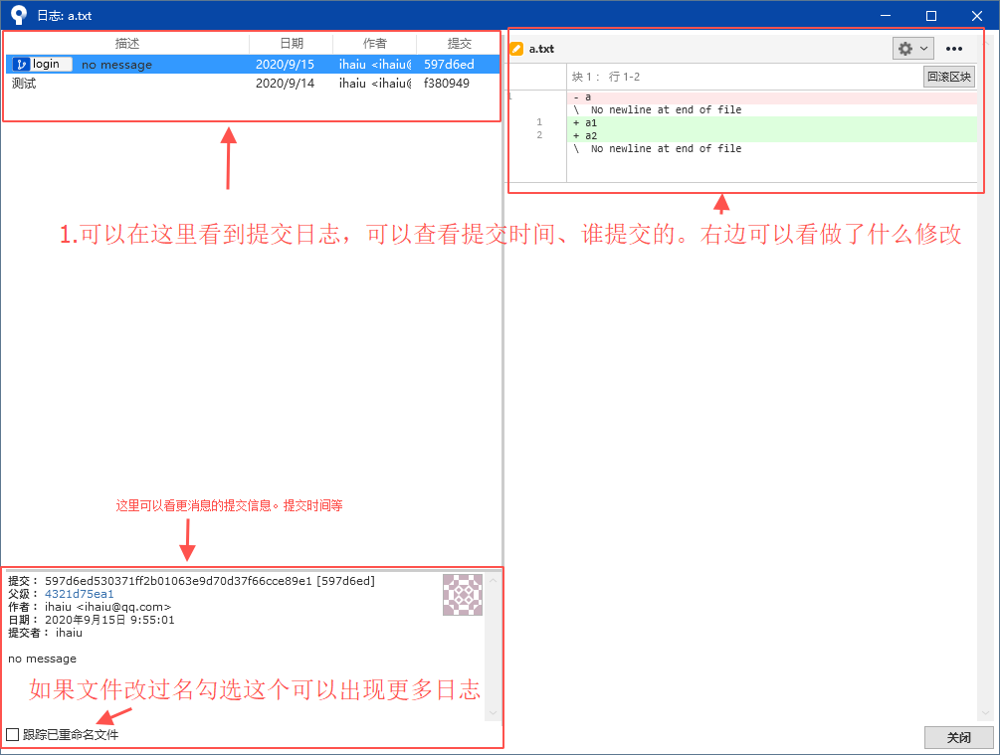 日志: a.txt
描述 日期 作者 提交
login no message 2020/9/15 ihaiu <ihaiu@ 597d6ed
测试 2020/9/14 ihaiu <ihaiu@ f380949
a.txt
块 1： 行 1-2
回滚区块
1 - a
\ No newline at end of file
1 + a1
2 + a2
\ No newline at end of file
1.可以在这里看到提交日志，可以查看提交时间、谁提交的。右边可以看做了什么修改
这里可以看更消息的提交信息。提交时间等
提交： 597d6ed530371ff2b01063e9d70d37f66cce89e1 [597d6ed]
父级： 4321d75ea1
作者： ihaiu <ihaiu@qq.com>
日期： 2020年9月15日 9:55:01
提交者： ihaiu
no message
如果文件改过名勾选这个可以出现更多日志
跟踪已重命名文件
关闭